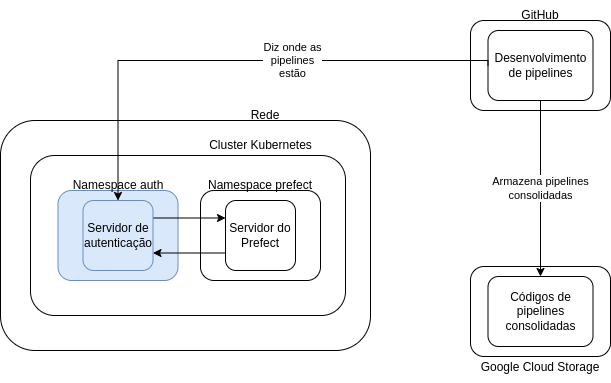 GitHub
Desenvolvimento
de pipelines
Diz onde as
pipelines
estão
Rede
Cluster Kubernetes
Namespace auth
Namespace prefect
Servidor de
autenticação
Servidor do
Prefect
Armazena pipelines
consolidadas
Códigos de
pipelines
consolidadas
Google Cloud Storage